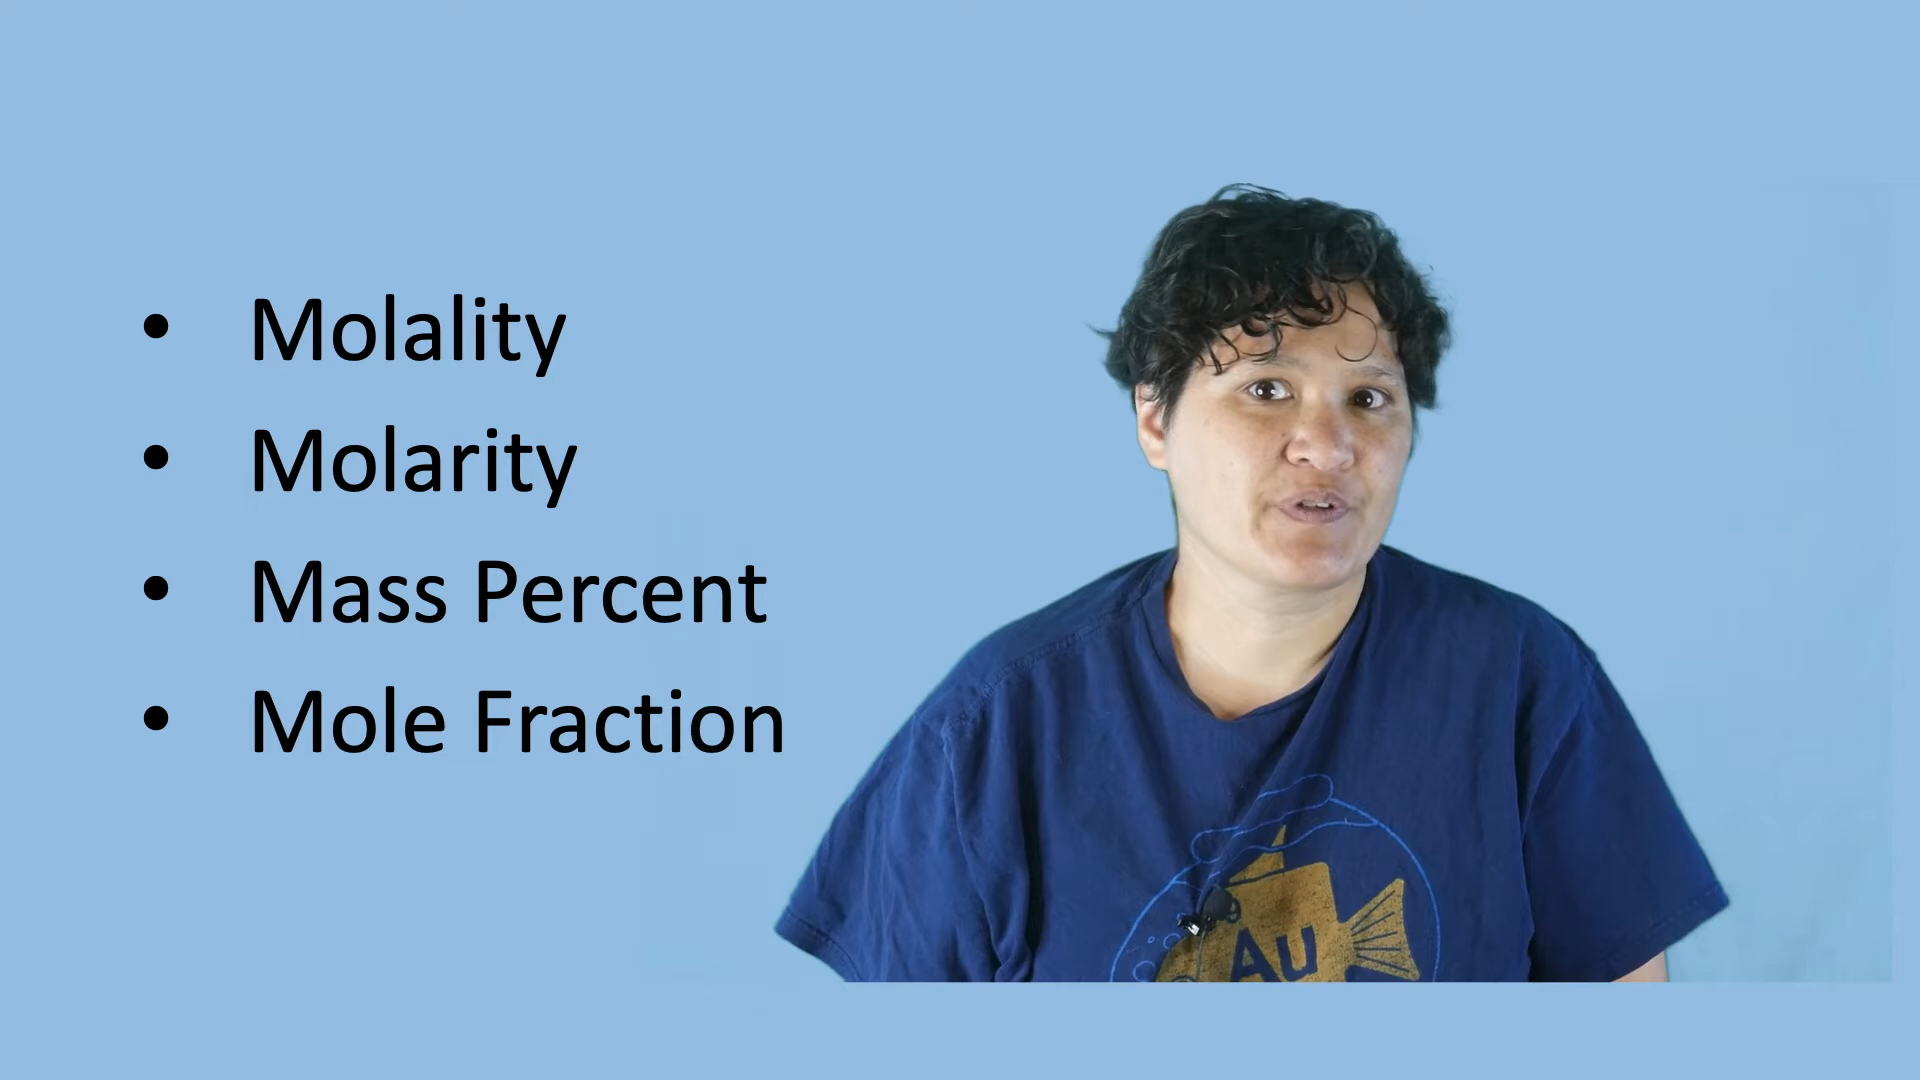 • Molality
• Molarity
• Mass Percent
• Mole Fraction
Au